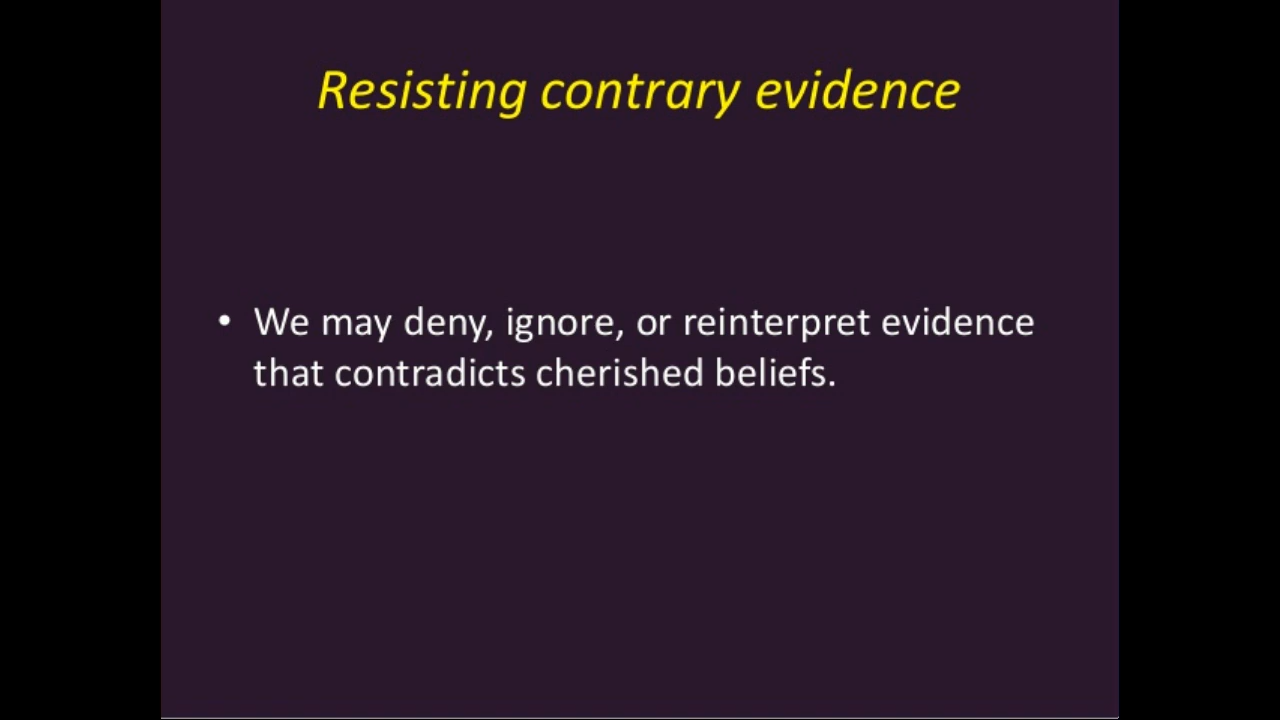 Resisting contrary evidence
• We may deny, ignore, or reinterpret evidence
that contradicts cherished beliefs.